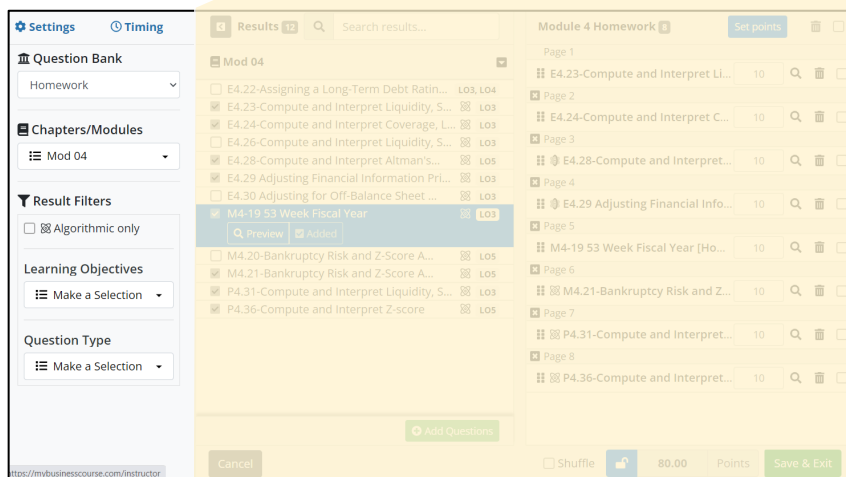 Settings
Timing
Question Bank
Homework
Chapters/Modules
Mod 04
Result Filters
Algorithmic only
Learning Objectives
Make a Selection
Question Type
Make a Selection
https://mybusinesscourse.com/instructor
Results 12
Search results...
Mod 04
E4.22-Assigning a Long-Term Debt Ratin... LO3, LO4
E4.23-Compute and Interpret Liquidity, S... LO3
E4.24-Compute and Interpret Coverage, L... LO3
E4.26-Compute and Interpret Liquidity, S... LO3
E4.28-Compute and Interpret Altman's... LO5
E4.29 Adjusting Financial Information Pri... LO3
E4.30 Adjusting for Off-Balance Sheet ... LO3
M4-19 53 Week Fiscal Year LO3
Preview Added
M4.20-Bankruptcy Risk and Z-Score A... LO5
M4.21-Bankruptcy Risk and Z-Score A... LO5
P4.31-Compute and Interpret Liquidity, S... LO3
P4.36-Compute and Interpret Z-score LO5
Add Questions
Cancel
Module 4 Homework 8
Set points
Page 1
E4.23-Compute and Interpret Li... 10
Page 2
E4.24-Compute and Interpret C... 10
Page 3
E4.28-Compute and Interpret... 10
Page 4
E4.29 Adjusting Financial Info... 10
Page 5
M4-19 53 Week Fiscal Year [Ho... 10
Page 6
M4.21-Bankruptcy Risk and Z... 10
Page 7
P4.31-Compute and Interpret... 10
Page 8
P4.36-Compute and Interpret... 10
Shuffle
80.00 Points
Save & Exit